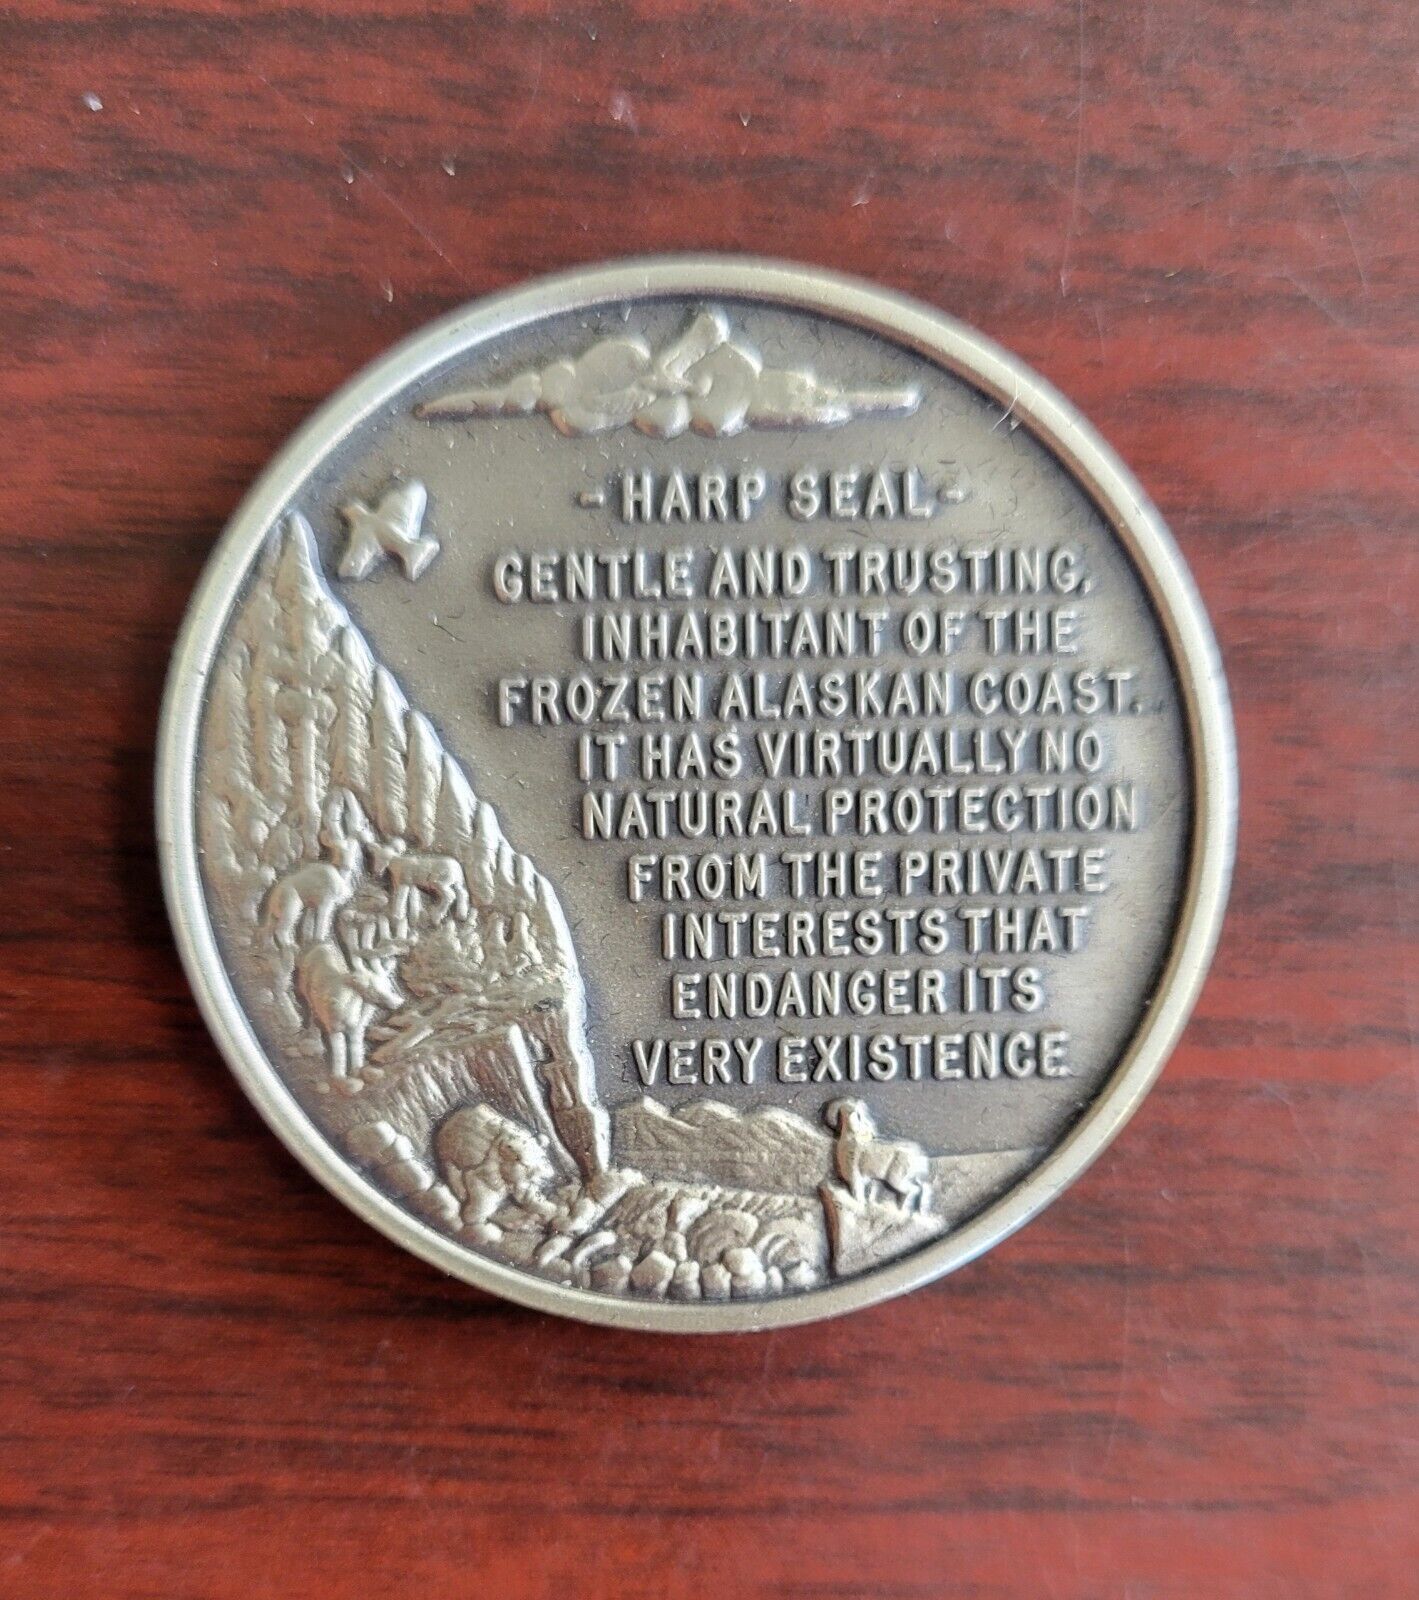 - HARP SEAL -
GENTLE AND TRUSTING,
INHABITANT OF THE
FROZEN ALASKAN COAST.
IT HAS VIRTUALLY NO
NATURAL PROTECTION
FROM THE PRIVATE
INTERESTS THAT
ENDANGER ITS
VERY EXISTENCE.